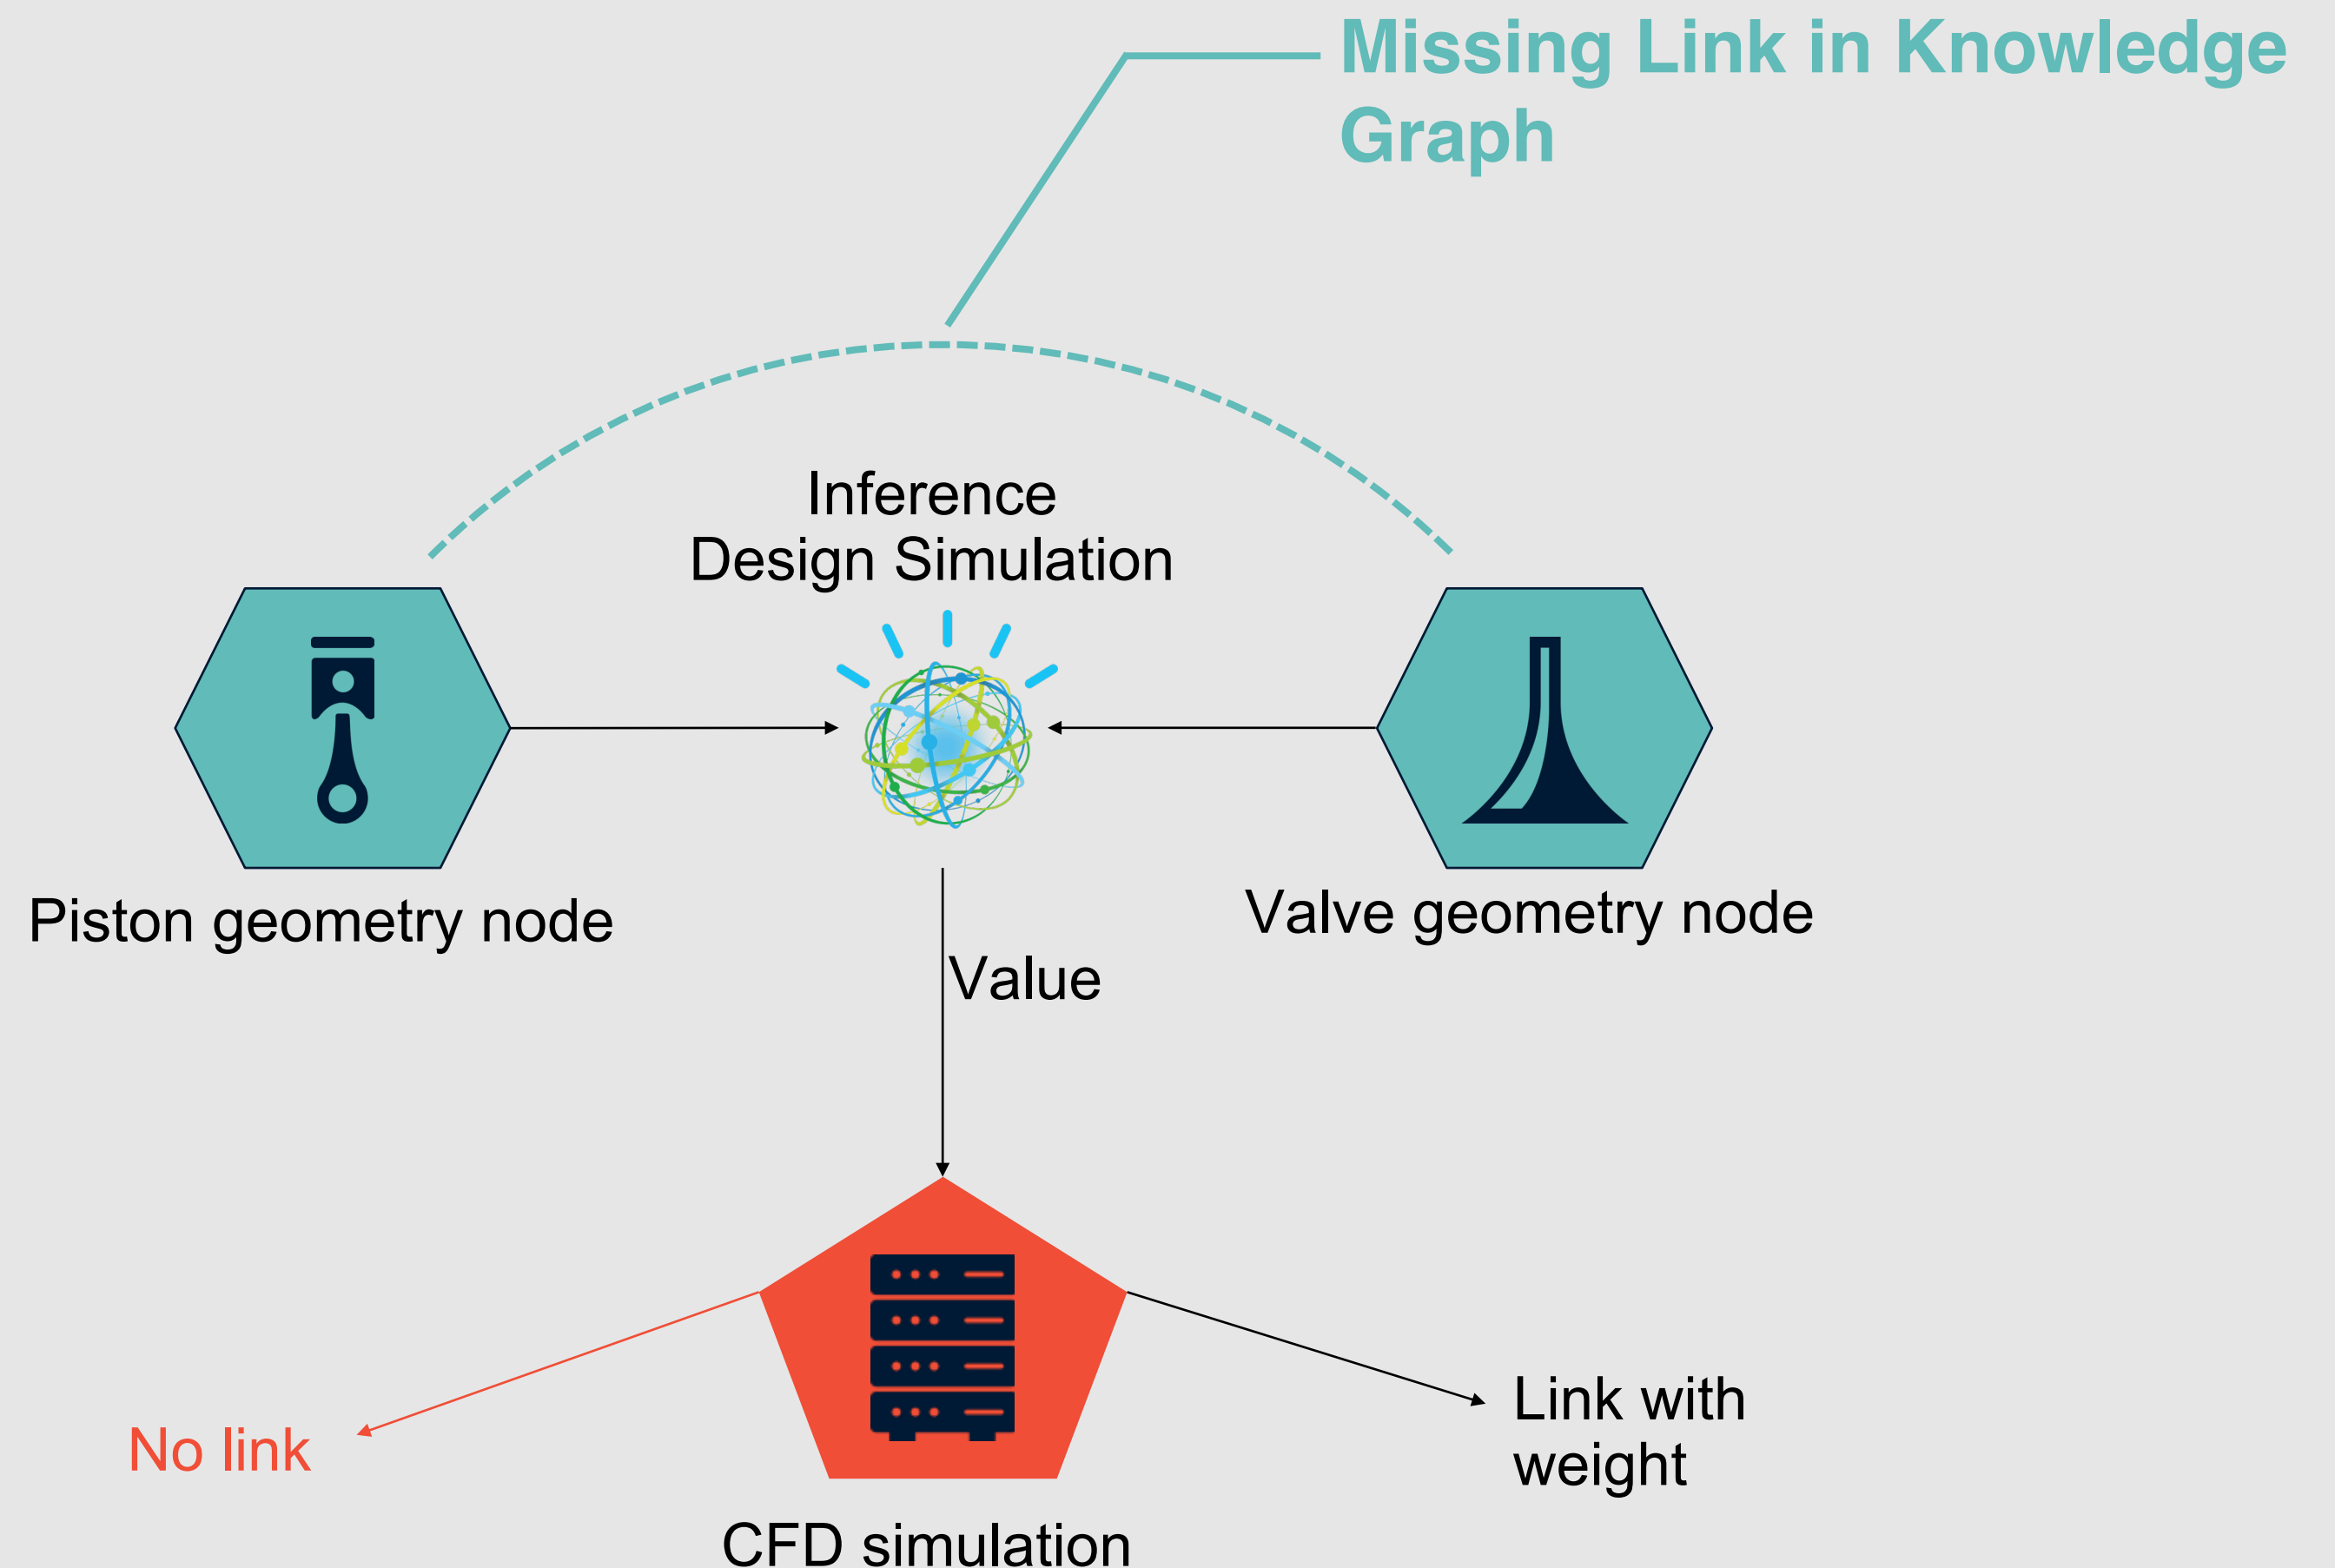 Missing Link in Knowledge
Graph
Inference
Design Simulation
Piston geometry node
Valve geometry node
Value
No link
Link with
weight
CFD simulation